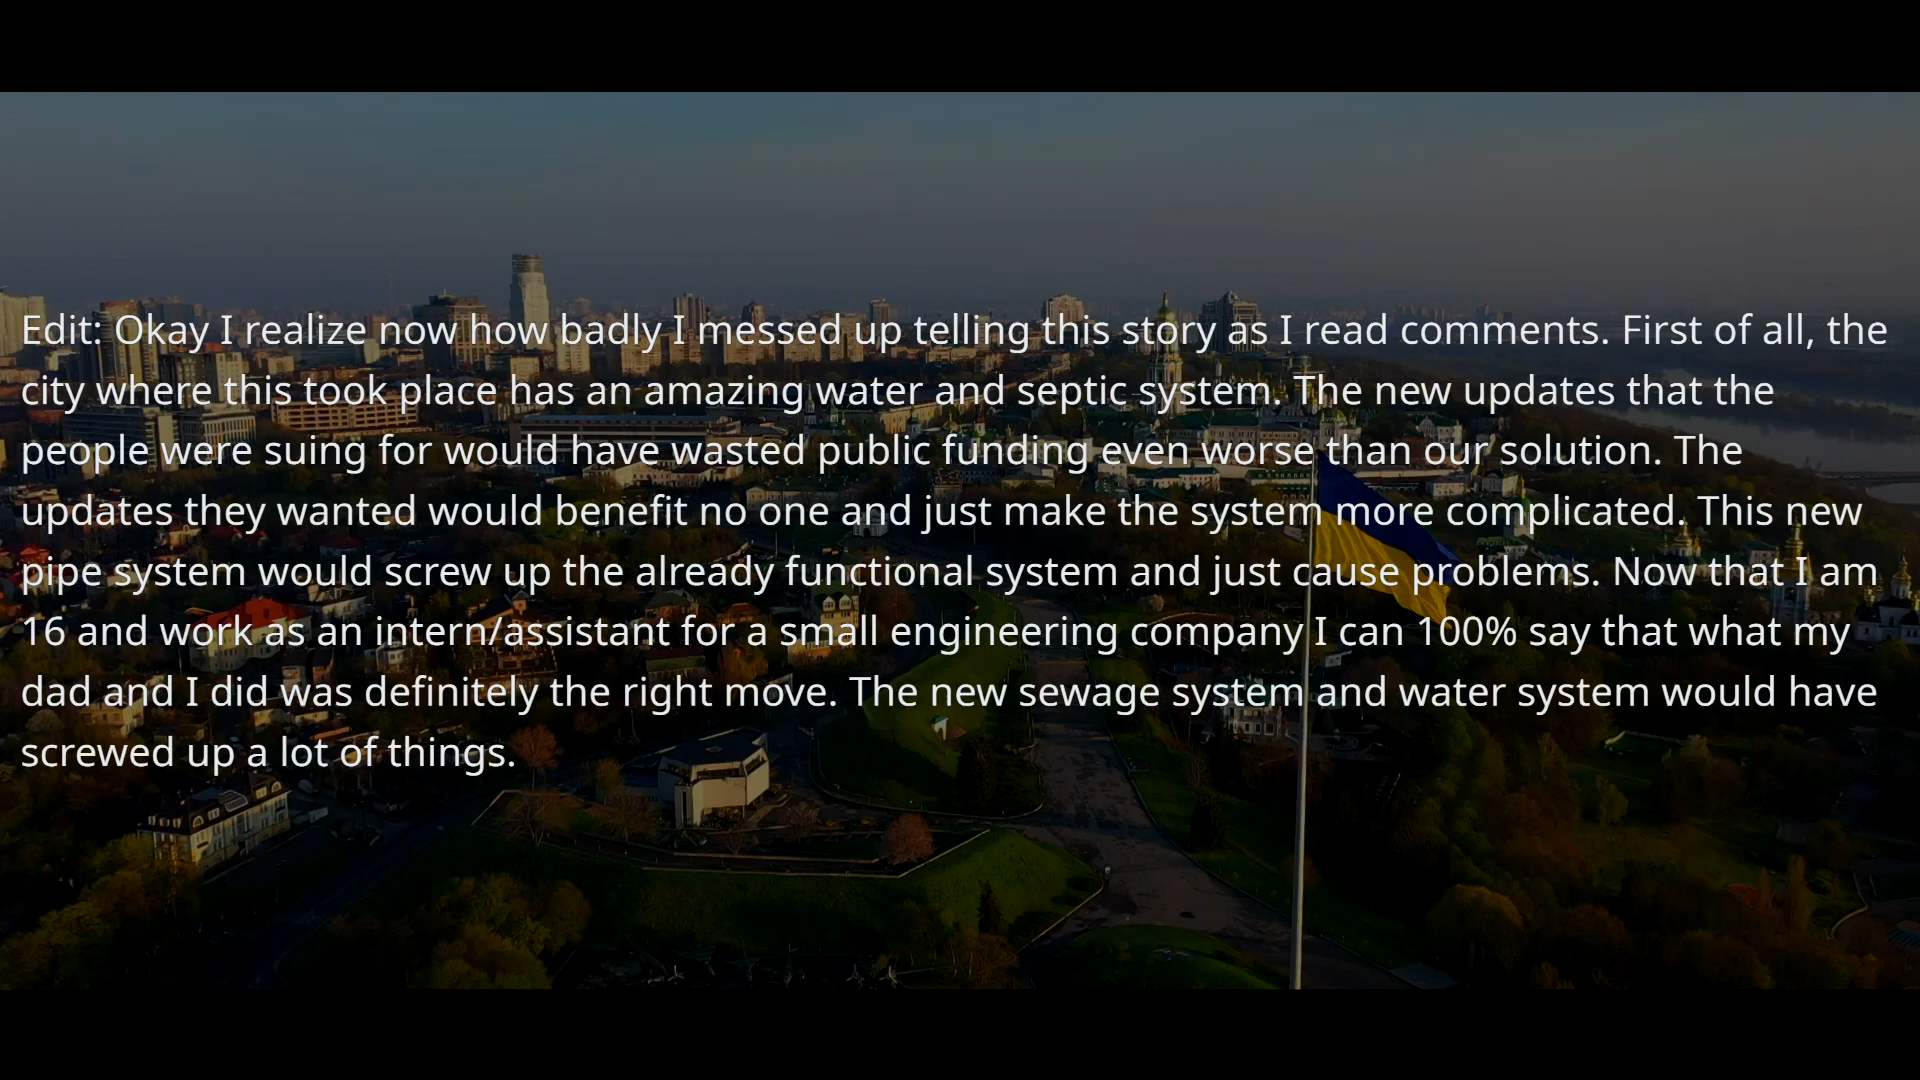 Edit: Okay I realize now how badly I messed up telling this story as I read comments. First of all, the
city where this took place has an amazing water and septic system. The new updates that the
people were suing for would have wasted public funding even worse than our solution. The
updates they wanted would benefit no one and just make the system more complicated. This new
pipe system would screw up the already functional system and just cause problems. Now that I am
16 and work as an intern/assistant for a small engineering company I can 100% say that what my
dad and I did was definitely the right move. The new sewage system and water system would have
screwed up a lot of things.